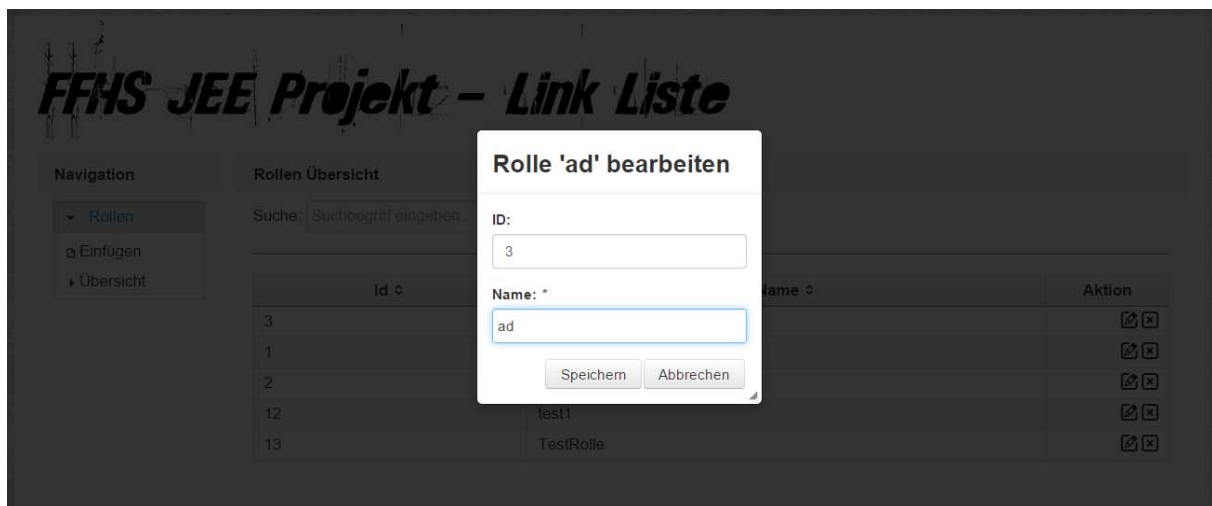 FFHS JEE Projekt - Link Liste
Navigation
Rollen
Einfügen
Übersicht
Rollen Übersicht
Suche: Suchbegriff eingeben..
Id Name Aktion
3
1
2
12 test1
13 TestRolle
Rolle 'ad' bearbeiten
ID:
3
Name: *
ad
Speichern Abbrechen